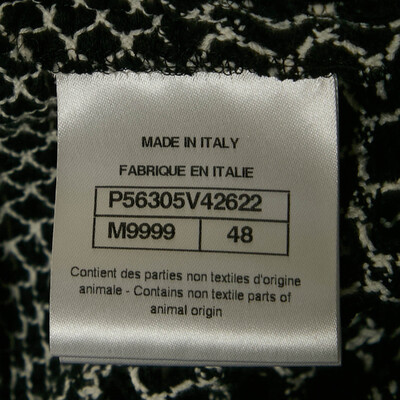 MADE IN ITALY
FABRIQUE EN ITALIE
P56305V42622
M9999 48
Contient des parties non textiles d'origine
animale - Contains non textile parts of
animal origin